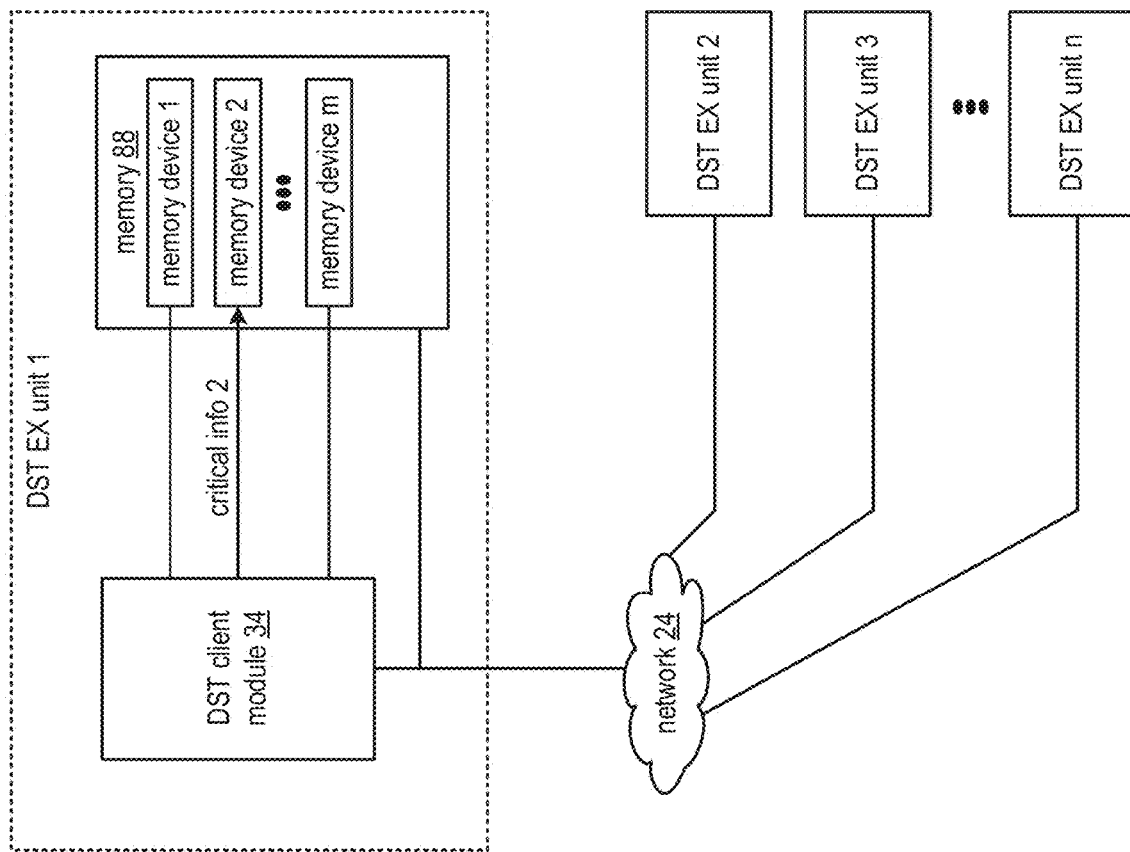 DST EX unit 1
memory 88
memory device 1
memory device 2
memory device m
critical info 2
DST client
module 34
network 24
DST EX unit 2
DST EX unit 3
DST EX unit n